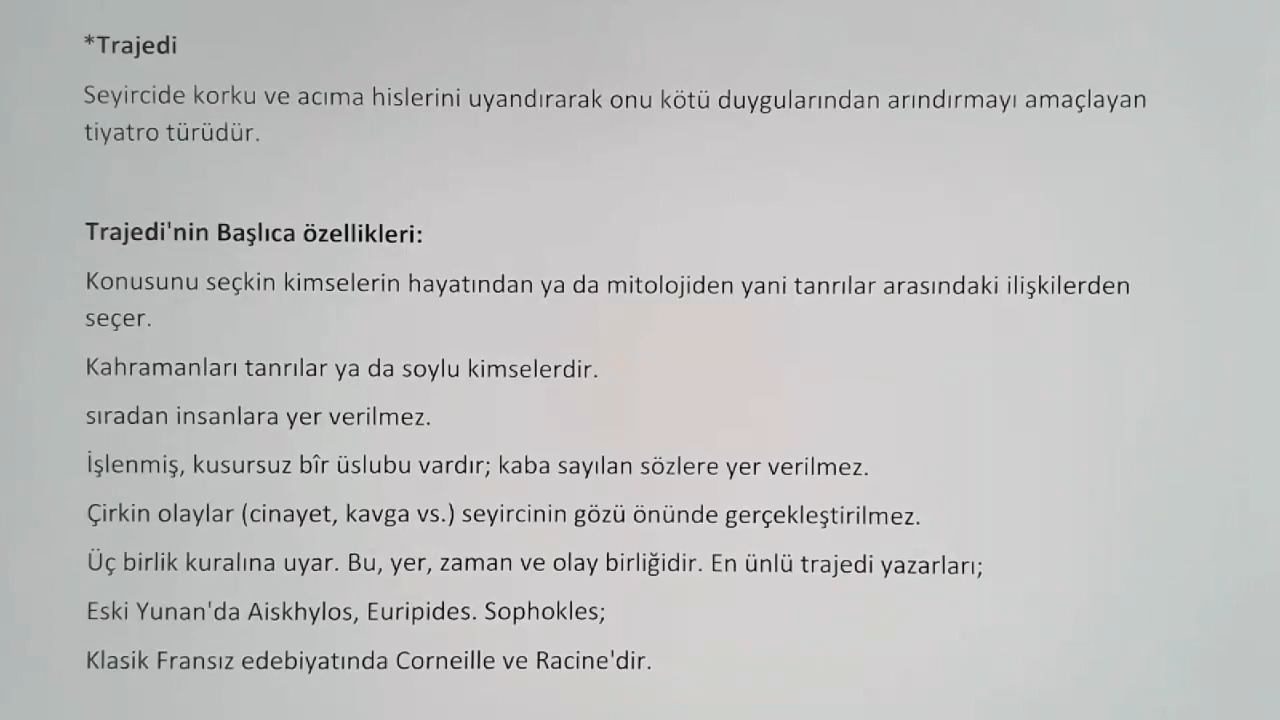 *Trajedi
Seyircide korku ve acıma hislerini uyandırarak onu kötü duygularından arındırmayı amaçlayan
tiyatro türüdür.
Trajedi'nin Başlıca özellikleri:
Konusunu seçkin kimselerin hayatından ya da mitolojiden yani tanrılar arasındaki ilişkilerden
seçer.
Kahramanları tanrılar ya da soylu kimselerdir.
sıradan insanlara yer verilmez.
İşlenmiş, kusursuz bîr üslubu vardır; kaba sayılan sözlere yer verilmez.
Çirkin olaylar (cinayet, kavga vs.) seyircinin gözü önünde gerçekleştirilmez.
Üç birlik kuralına uyar. Bu, yer, zaman ve olay birliğidir. En ünlü trajedi yazarları;
Eski Yunan'da Aiskhylos, Euripides. Sophokles;
Klasik Fransız edebiyatında Corneille ve Racine'dir.